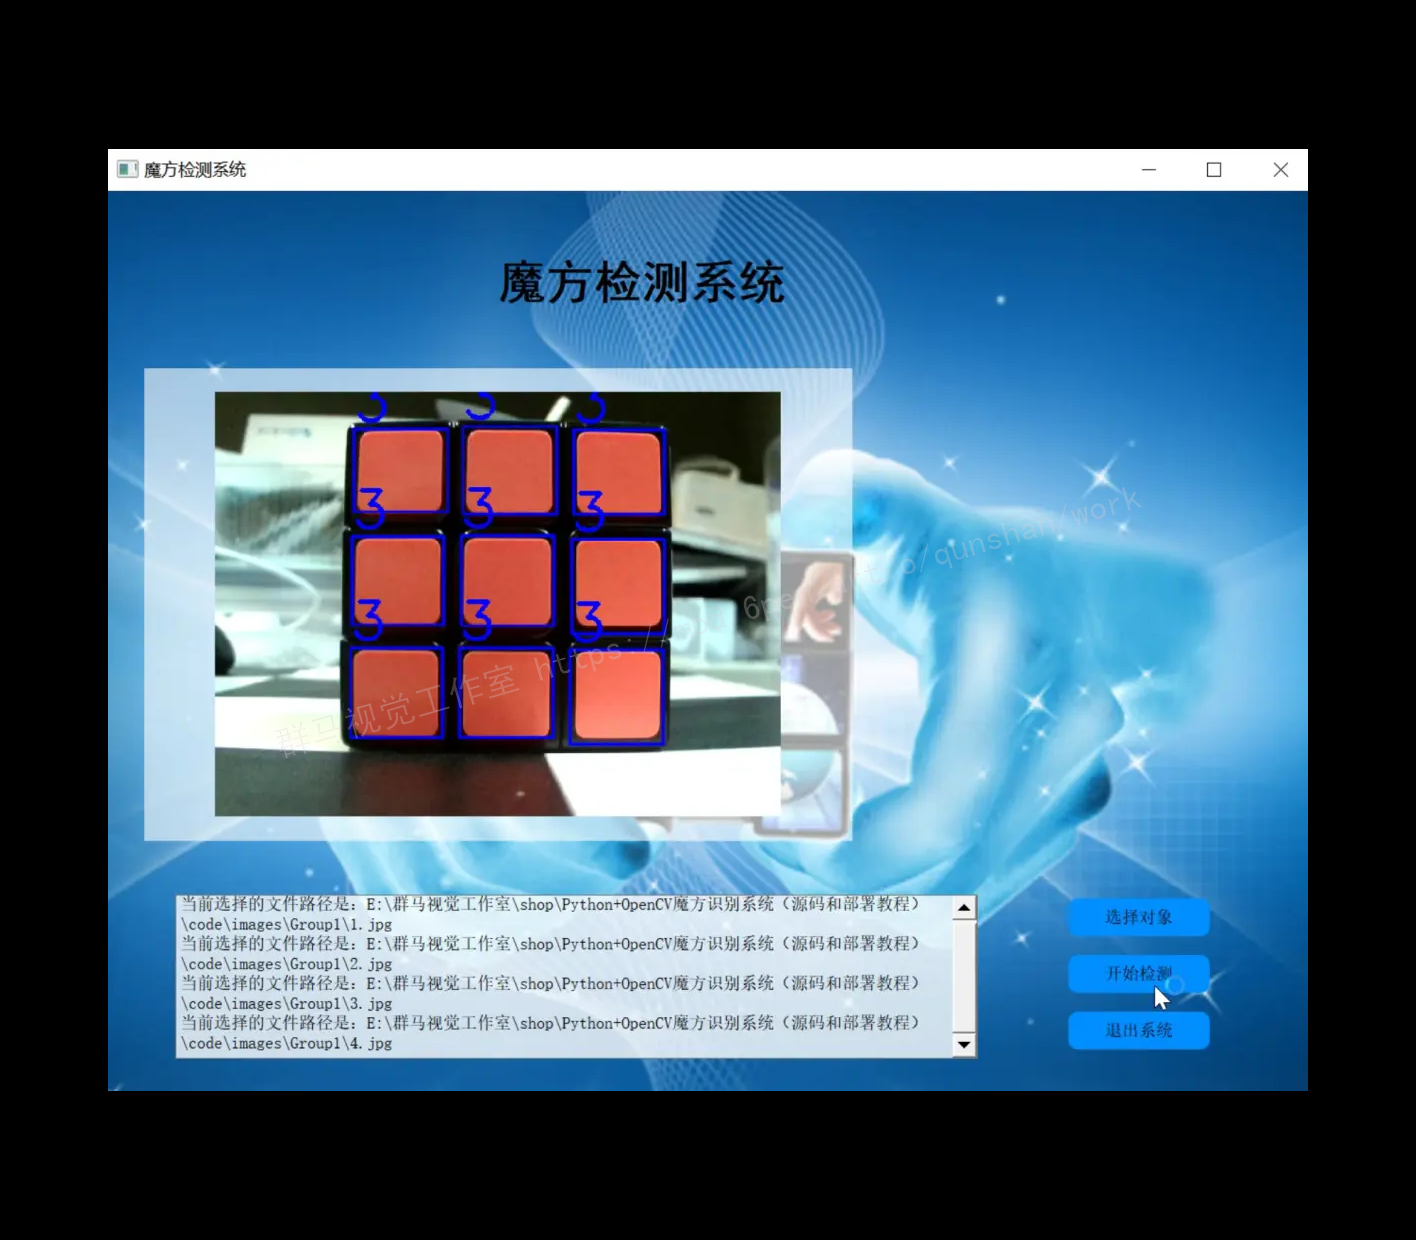 魔方检测系统
魔方检测系统
3 3 3
3 3 3
3 3 3
群马视觉工作室 https://
/qunshan/work
当前选择的文件路径是: E:\群马视觉工作室\shop\Python+OpenCV魔方识别系统（源码和部署教程）
\code\images\Group1\1.jpg
当前选择的文件路径是: E:\群马视觉工作室\shop\Python+OpenCV魔方识别系统（源码和部署教程）
\code\images\Group1\2.jpg
当前选择的文件路径是: E:\群马视觉工作室\shop\Python+OpenCV魔方识别系统（源码和部署教程）
\code\images\Group1\3.jpg
当前选择的文件路径是: E:\群马视觉工作室\shop\Python+OpenCV魔方识别系统（源码和部署教程）
\code\images\Group1\4.jpg
选择对象
开始检测
退出系统